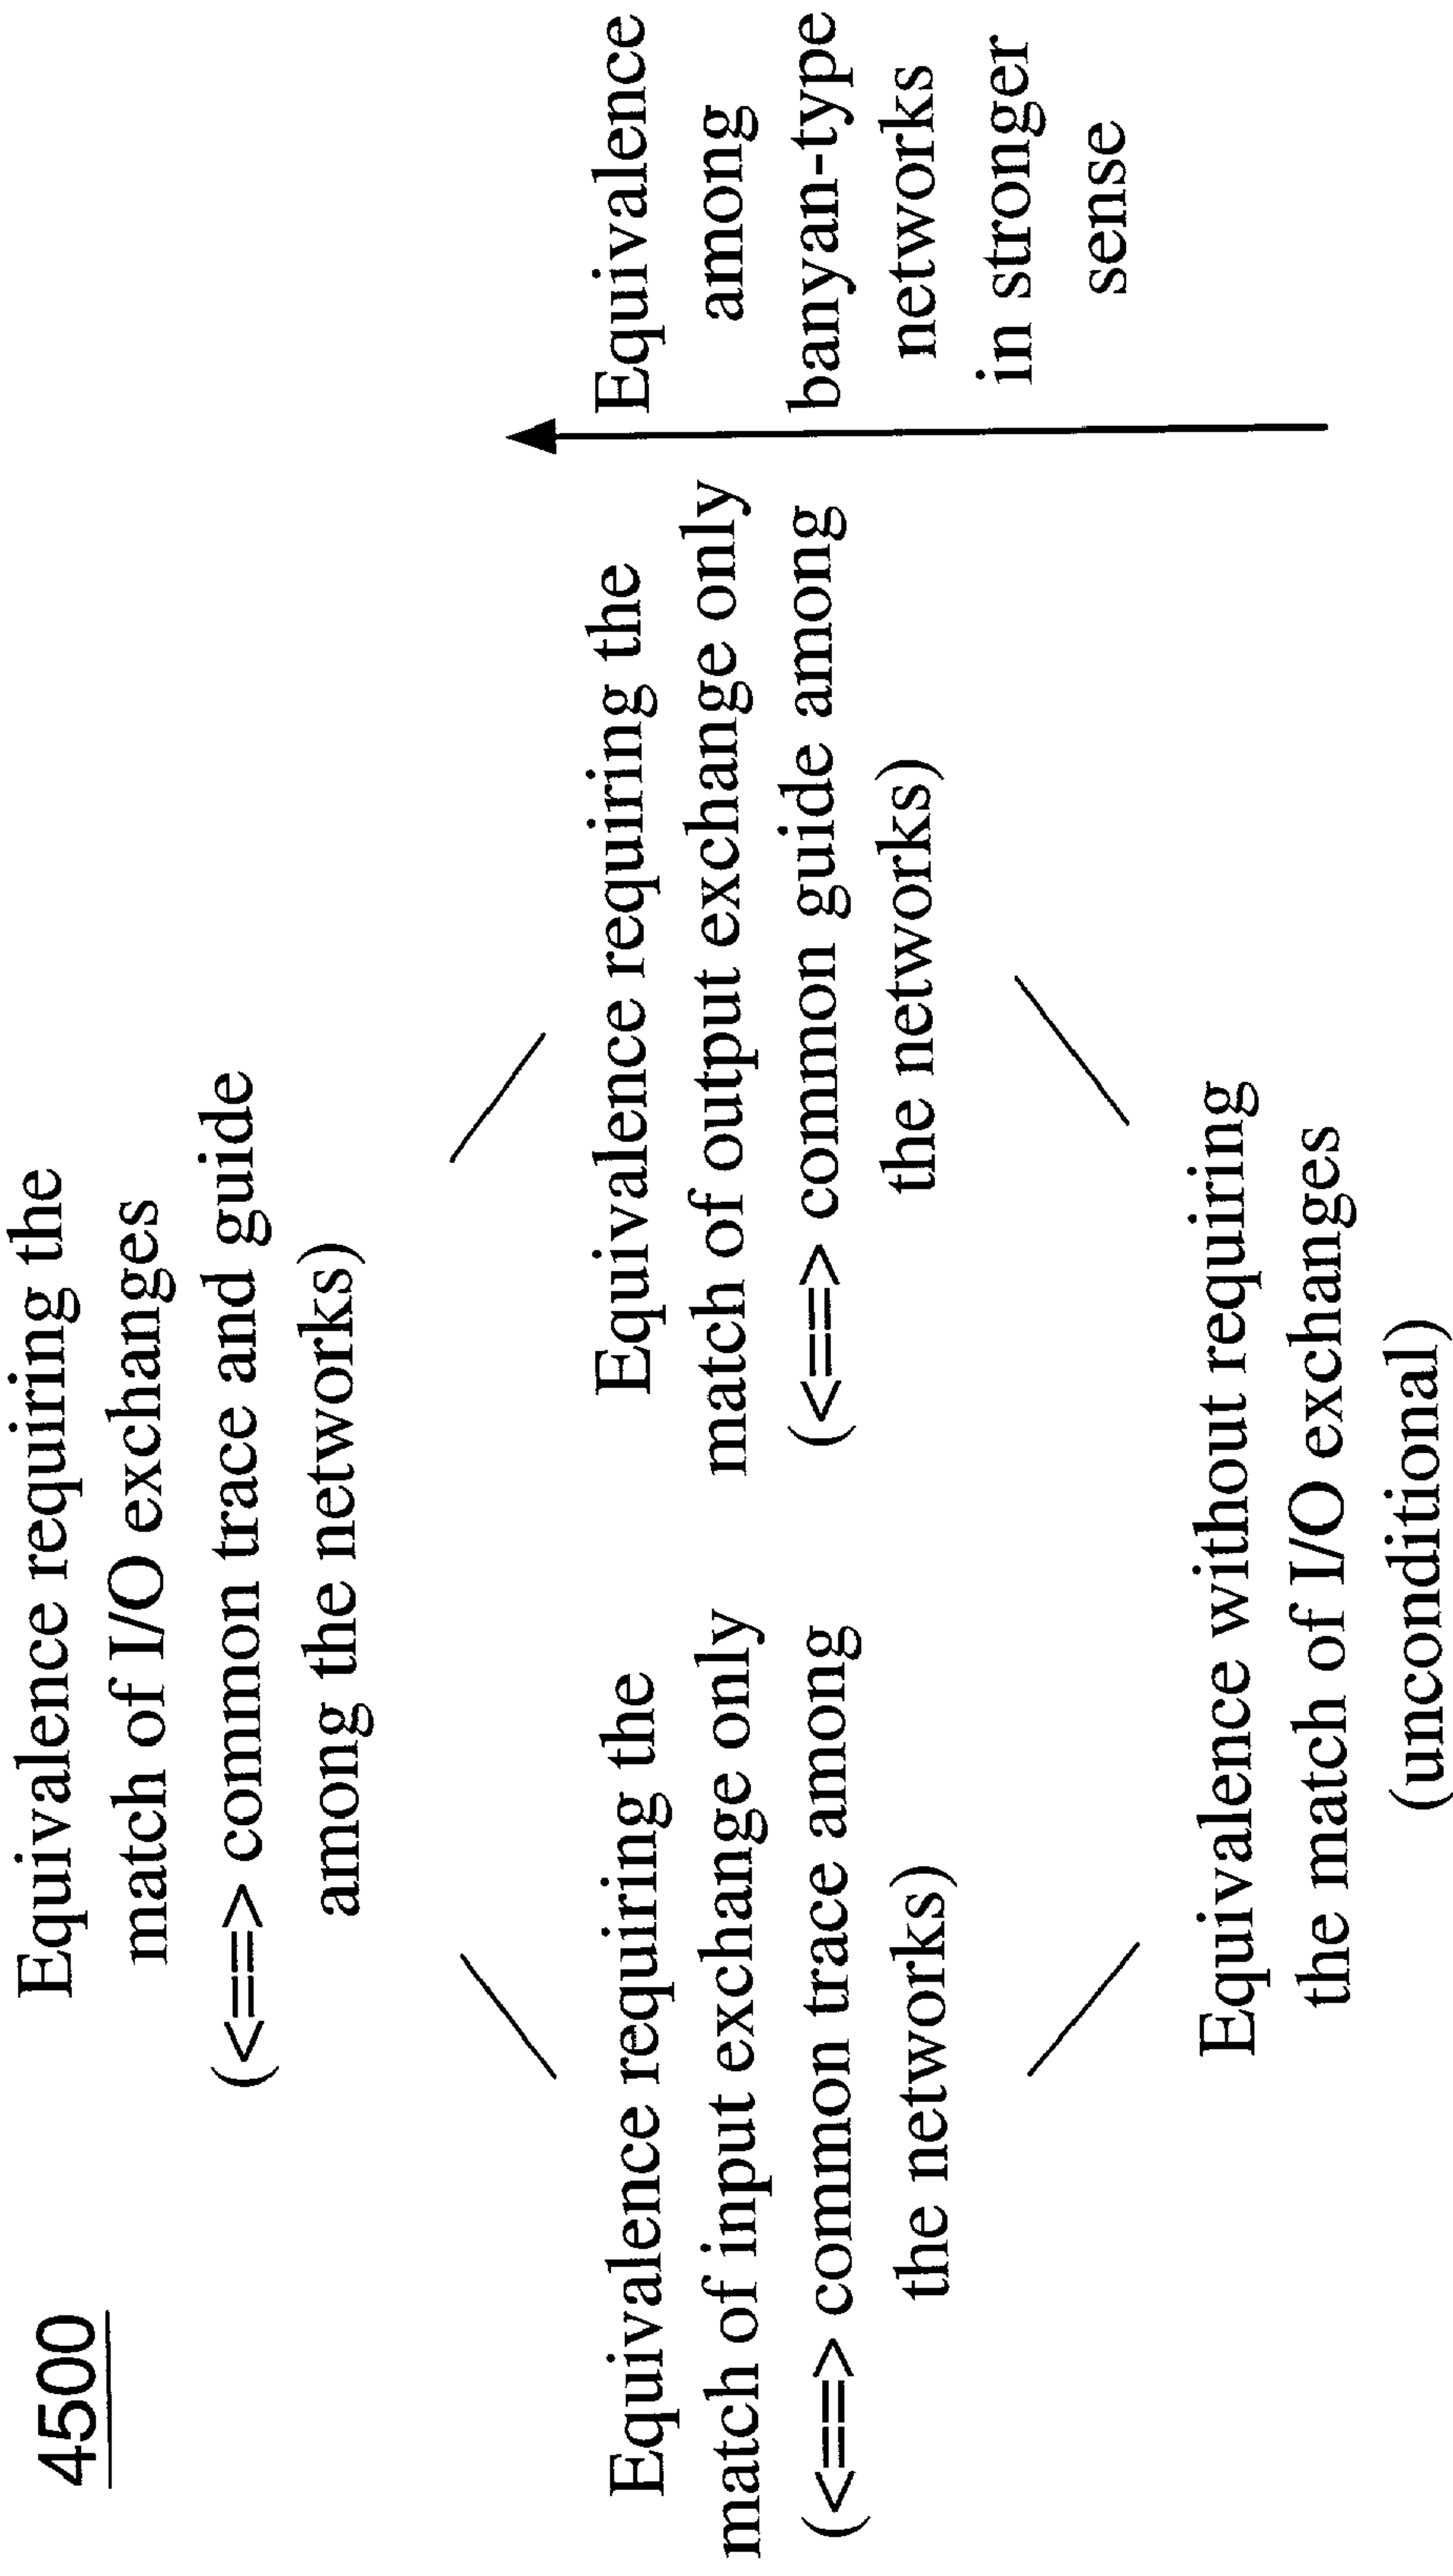 4500
Equivalence requiring the
match of I/O exchanges
(<==> common trace and guide
among the networks)
Equivalence requiring the
match of input exchange only
(<==> common trace among
the networks)
Equivalence requiring the
match of output exchange only
(<==> common guide among
the networks)
Equivalence
among
banyan-type
networks
in stronger
sense
Equivalence without requiring
the match of I/O exchanges
(unconditional)